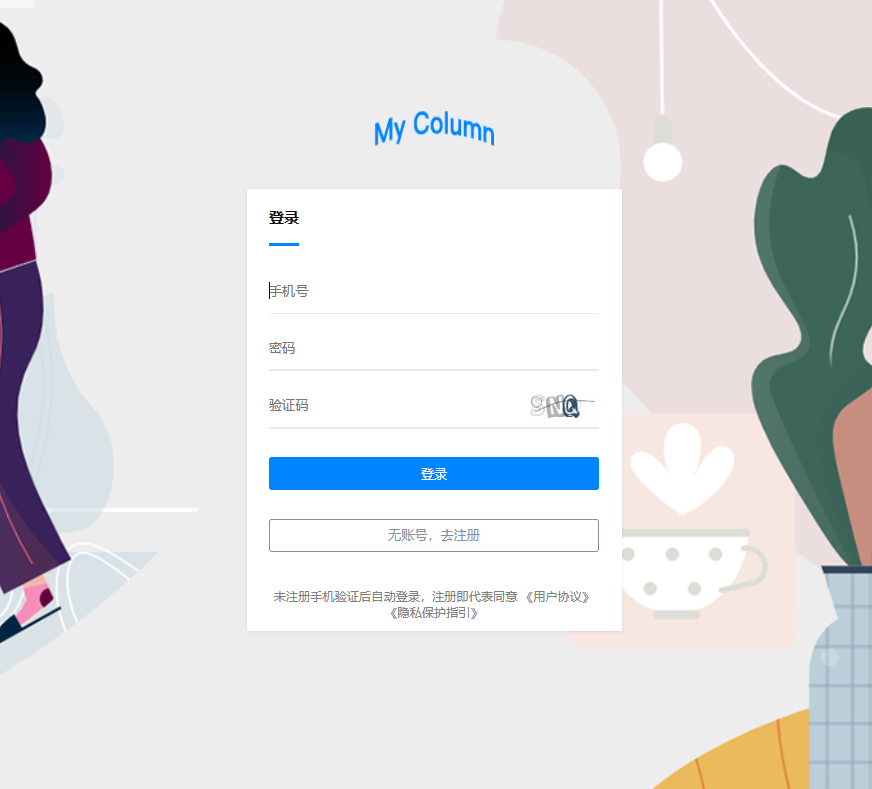 My Column
登录
手机号
密码
验证码
登录
无账号，去注册
未注册手机验证后自动登录，注册即代表同意 《用户协议》
《隐私保护指引》